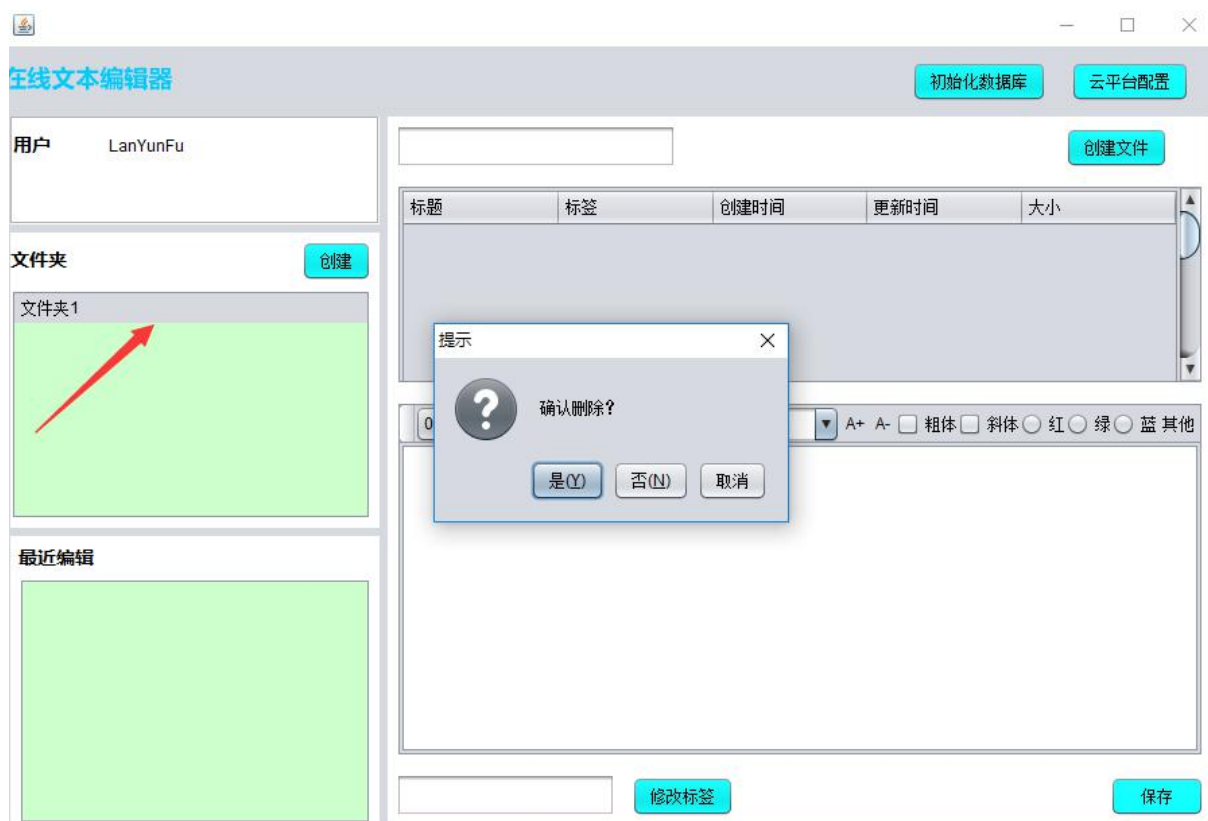 在线文本编辑器
初始化数据库 云平台配置
用户 LanYunFu
创建文件
标题 标签 创建时间 更新时间 大小
文件夹 创建
文件夹1
提示
确认删除?
是(Y) 否(N) 取消
0
A+ A- 粗体 斜体 红 绿 蓝 其他
最近编辑
修改标签 保存